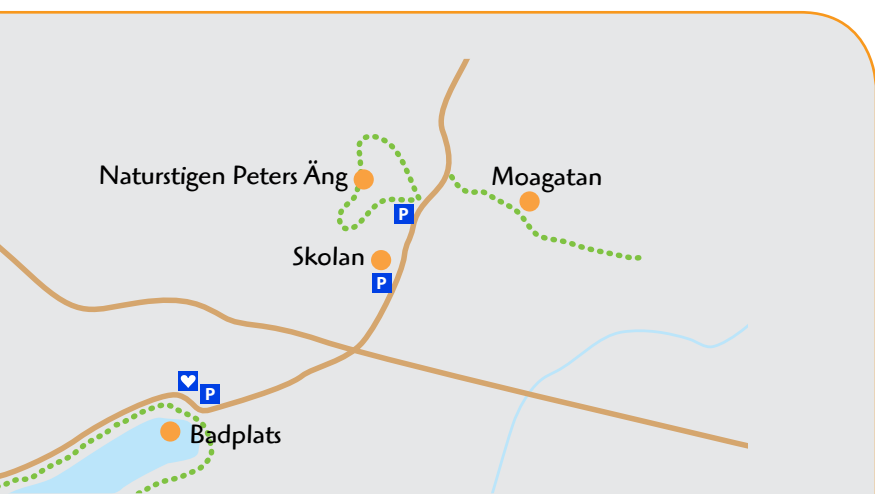 Naturstigen Peters Äng
Moagatan
P
Skolan
P
P
Badplats